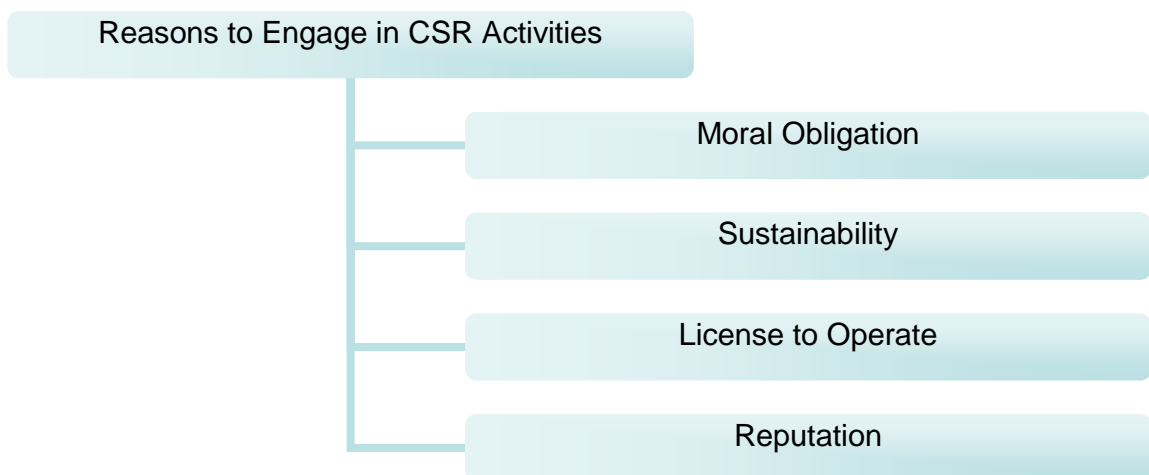 Reasons to Engage in CSR Activities
Moral Obligation
Sustainability
License to Operate
Reputation